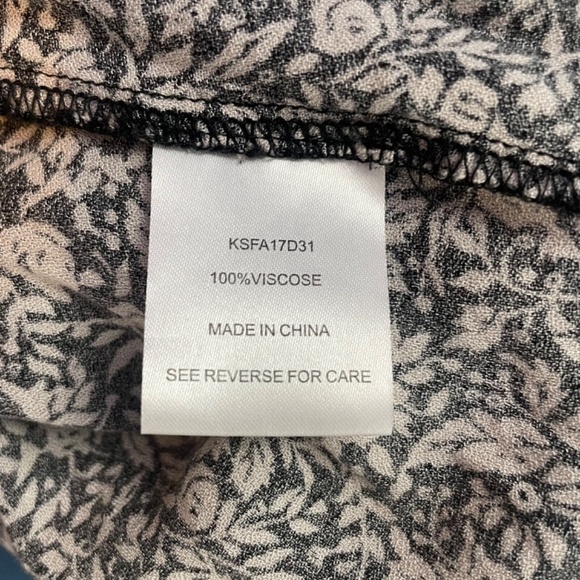 KSFA17D31
100%VISCOSE
MADE IN CHINA
SEE REVERSE FOR CARE